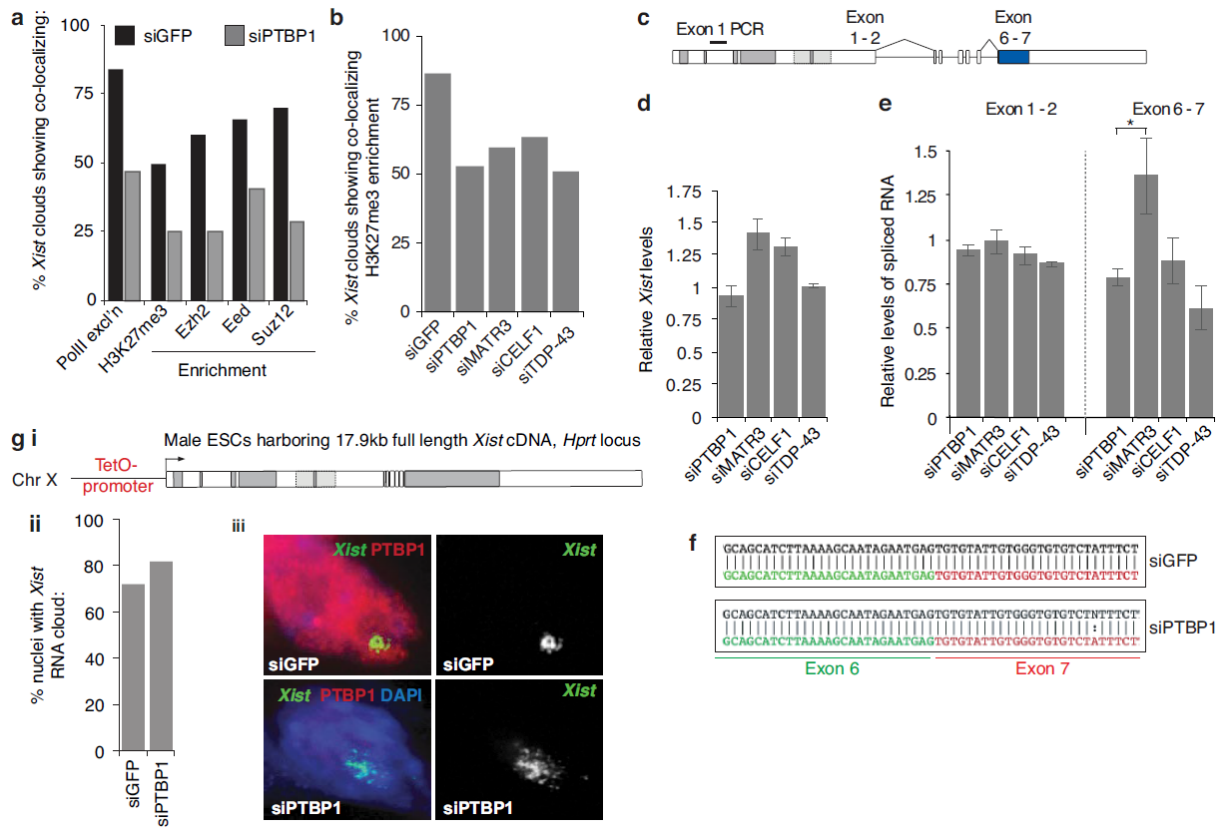 a
% Xist clouds showing co-localizing:
100
75
50
25
0
siGFP
siPTBP1
PolII excl'n
H3K27me3
Ezh2
Eed
Suz12
Enrichment
b
% Xist clouds showing co-localizing
H3K27me3 enrichment
100
75
50
25
0
siGFP
siPTBP1
siMATR3
siCELF1
siTDP-43
c
Exon 1 PCR
Exon
1 - 2
Exon
6 - 7
d
Relative Xist levels
1.75
1.5
1.25
1
0.75
0.5
0.25
0
siPTBP1
siMATR3
siCELF1
siTDP-43
e
Exon 1 - 2
Exon 6 - 7
Relative levels of spliced RNA
1.5
1.25
1
0.75
0.5
0.25
0
*
siPTBP1
siMATR3
siCELF1
siTDP-43
siPTBP1
siMATR3
siCELF1
siTDP-43
g i
Male ESCs harboring 17.9kb full length Xist cDNA, Hprt locus
Chr X
TetO-
promoter
ii
% nuclei with Xist
RNA cloud:
100
80
60
40
20
0
siGFP
siPTBP1
iii
Xist PTBP1
siGFP
Xist
siGFP
Xist PTBP1 DAPI
siPTBP1
Xist
siPTBP1
f
GCAGCATCTTAAAAGCAATAGAATGAGTGTGTATTGTGGGTGTGTCTATTTCT
GCAGCATCTTAAAAGCAATAGAATGAGTGTGTATTGTGGGTGTGTCTATTTCT
siGFP
GCAGCATCTTAAAAGCAATAGAATGAGTGTGTATTGTGGGTGTGTCTNTTTCT
GCAGCATCTTAAAAGCAATAGAATGAGTGTGTATTGTGGGTGTGTCTATTTCT
siPTBP1
Exon 6
Exon 7